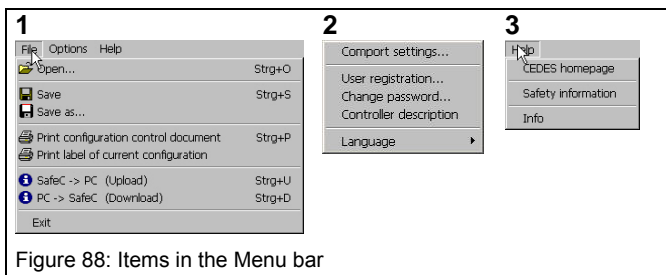 1
File Options Help
Open... Strg+O
Save Strg+S
Save as...
Print configuration control document Strg+P
Print label of current configuration
SafeC -> PC (Upload) Strg+U
PC -> SafeC (Download) Strg+D
Exit
2
Comport settings...
User registration...
Change password...
Controller description
Language
3
Help
CEDES homepage
Safety information
Info
Figure 88: Items in the Menu bar